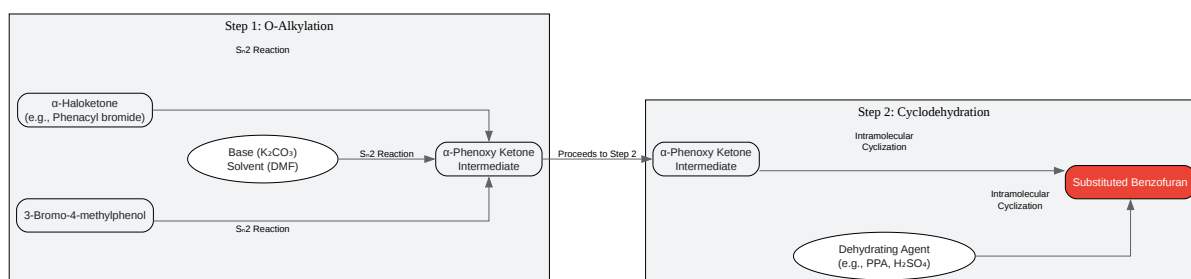 Step 1: O-Alkylation
Sₙ2 Reaction
α-Haloketone
(e.g., Phenacyl bromide)
Base (K₂CO₃)
Solvent (DMF)
Sₙ2 Reaction
α-Phenoxy Ketone
Intermediate
3-Bromo-4-methylphenol
Sₙ2 Reaction
Proceeds to Step 2
Step 2: Cyclodehydration
Intramolecular
Cyclization
α-Phenoxy Ketone
Intermediate
Substituted Benzofuran
Intramolecular
Cyclization
Dehydrating Agent
(e.g., PPA, H₂SO₄)